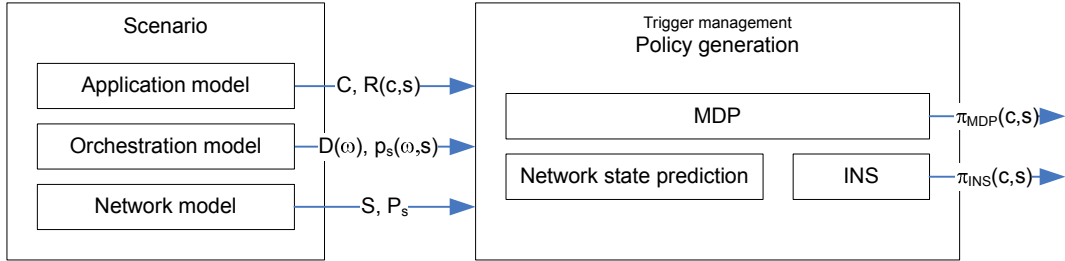 Scenario
Application model
Orchestration model
Network model
C, R(c,s)
D(ω), pₛ(ω,s)
S, Pₛ
Trigger management
Policy generation
MDP
Network state prediction
INS
π_MDP(c,s)
π_INS(c,s)